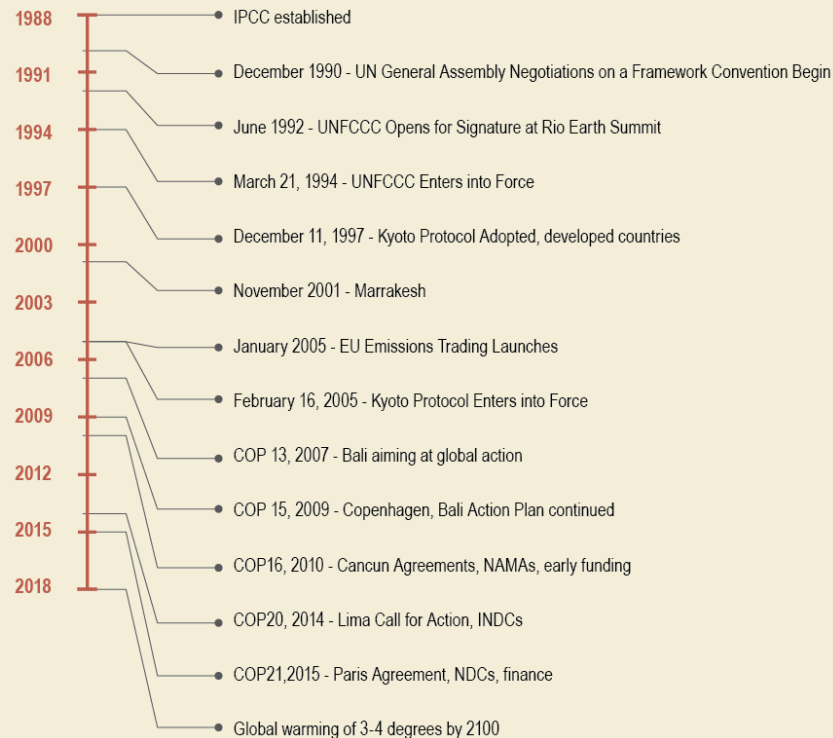 1988
IPCC established
December 1990 - UN General Assembly Negotiations on a Framework Convention Begin
1991
June 1992 - UNFCCC Opens for Signature at Rio Earth Summit
1994
March 21, 1994 - UNFCCC Enters into Force
1997
December 11, 1997 - Kyoto Protocol Adopted, developed countries
2000
November 2001 - Marrakesh
2003
January 2005 - EU Emissions Trading Launches
2006
February 16, 2005 - Kyoto Protocol Enters into Force
2009
COP 13, 2007 - Bali aiming at global action
2012
COP 15, 2009 - Copenhagen, Bali Action Plan continued
2015
COP16, 2010 - Cancun Agreements, NAMAs, early funding
2018
COP20, 2014 - Lima Call for Action, INDCs
COP21,2015 - Paris Agreement, NDCs, finance
Global warming of 3-4 degrees by 2100